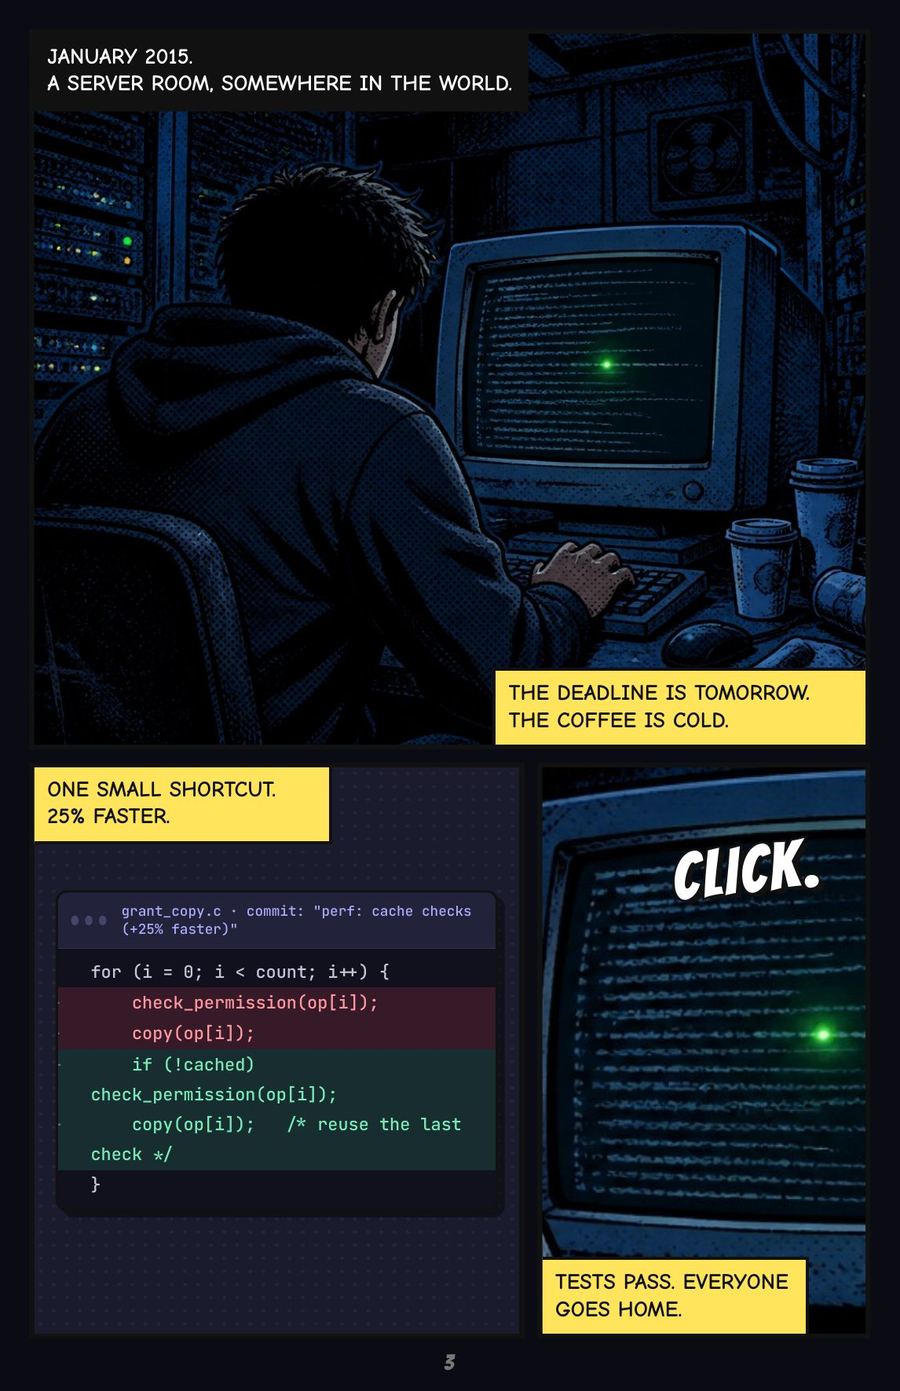 JANUARY 2015.
A SERVER ROOM, SOMEWHERE IN THE WORLD.
THE DEADLINE IS TOMORROW.
THE COFFEE IS COLD.
ONE SMALL SHORTCUT.
25% FASTER.
grant_copy.c · commit: "perf: cache checks
(+25% faster)"
for (i = 0; i < count; i++) {
    check_permission(op[i]);
    copy(op[i]);
    if (!cached)
check_permission(op[i]);
    copy(op[i]);   /* reuse the last
check */
}
CLICK.
TESTS PASS. EVERYONE
GOES HOME.
3